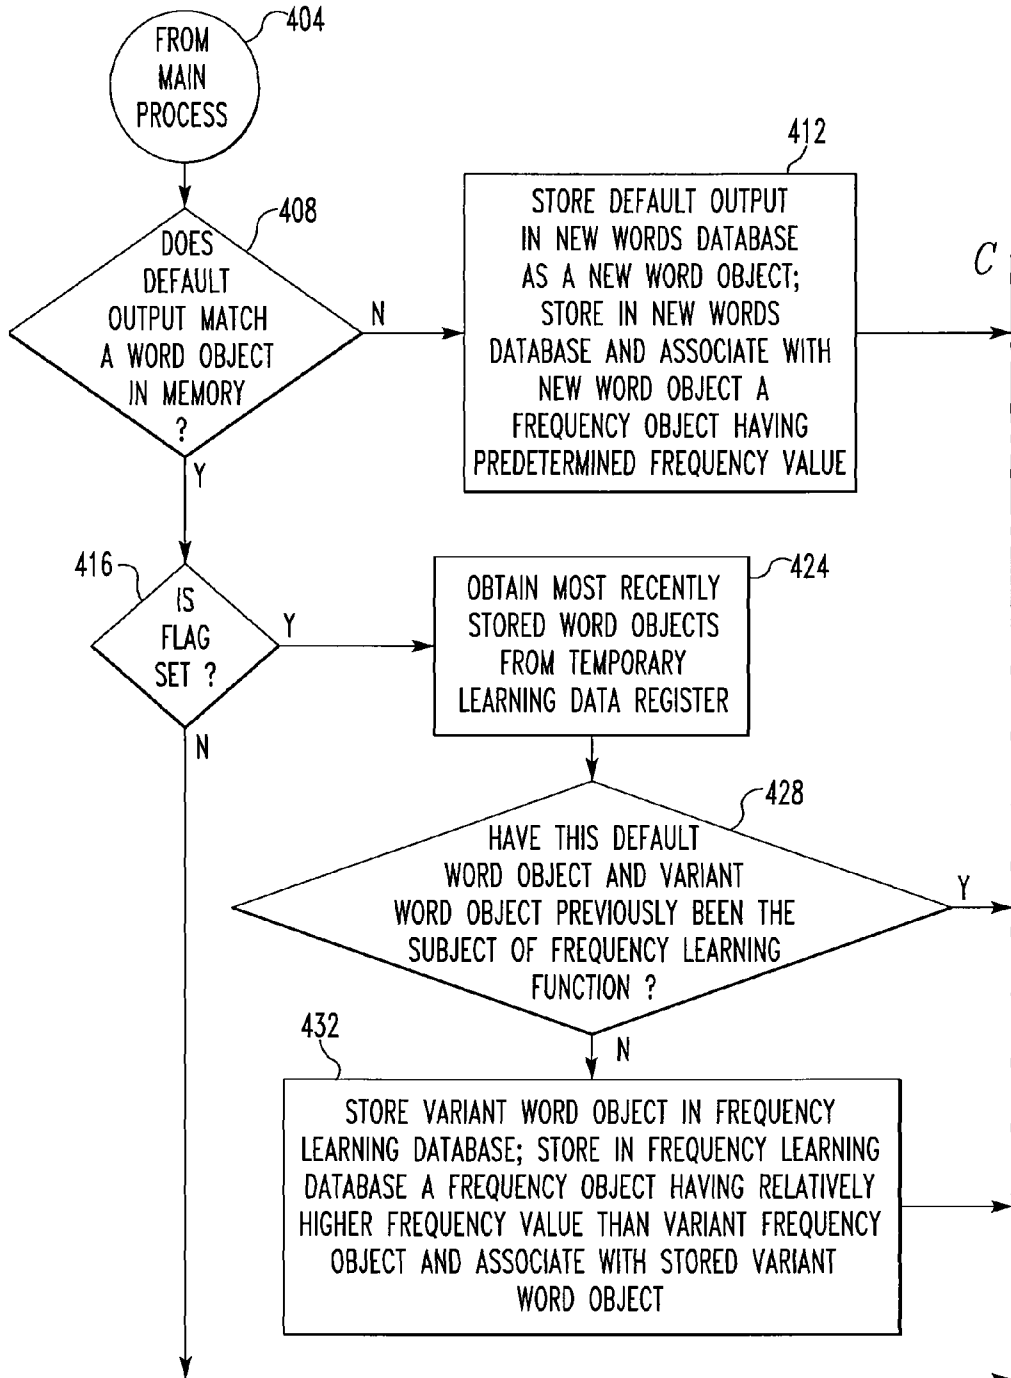 404
FROM
MAIN
PROCESS
412
408
DOES
DEFAULT
OUTPUT MATCH
A WORD OBJECT
IN MEMORY
?
N
STORE DEFAULT OUTPUT
IN NEW WORDS DATABASE
AS A NEW WORD OBJECT;
STORE IN NEW WORDS
DATABASE AND ASSOCIATE WITH
NEW WORD OBJECT A
FREQUENCY OBJECT HAVING
PREDETERMINED FREQUENCY VALUE
C
Y
416
IS
FLAG
SET ?
Y
N
424
OBTAIN MOST RECENTLY
STORED WORD OBJECTS
FROM TEMPORARY
LEARNING DATA REGISTER
428
HAVE THIS DEFAULT
WORD OBJECT AND VARIANT
WORD OBJECT PREVIOUSLY BEEN THE
SUBJECT OF FREQUENCY LEARNING
FUNCTION ?
Y
N
432
STORE VARIANT WORD OBJECT IN FREQUENCY
LEARNING DATABASE; STORE IN FREQUENCY LEARNING
DATABASE A FREQUENCY OBJECT HAVING RELATIVELY
HIGHER FREQUENCY VALUE THAN VARIANT FREQUENCY
OBJECT AND ASSOCIATE WITH STORED VARIANT
WORD OBJECT